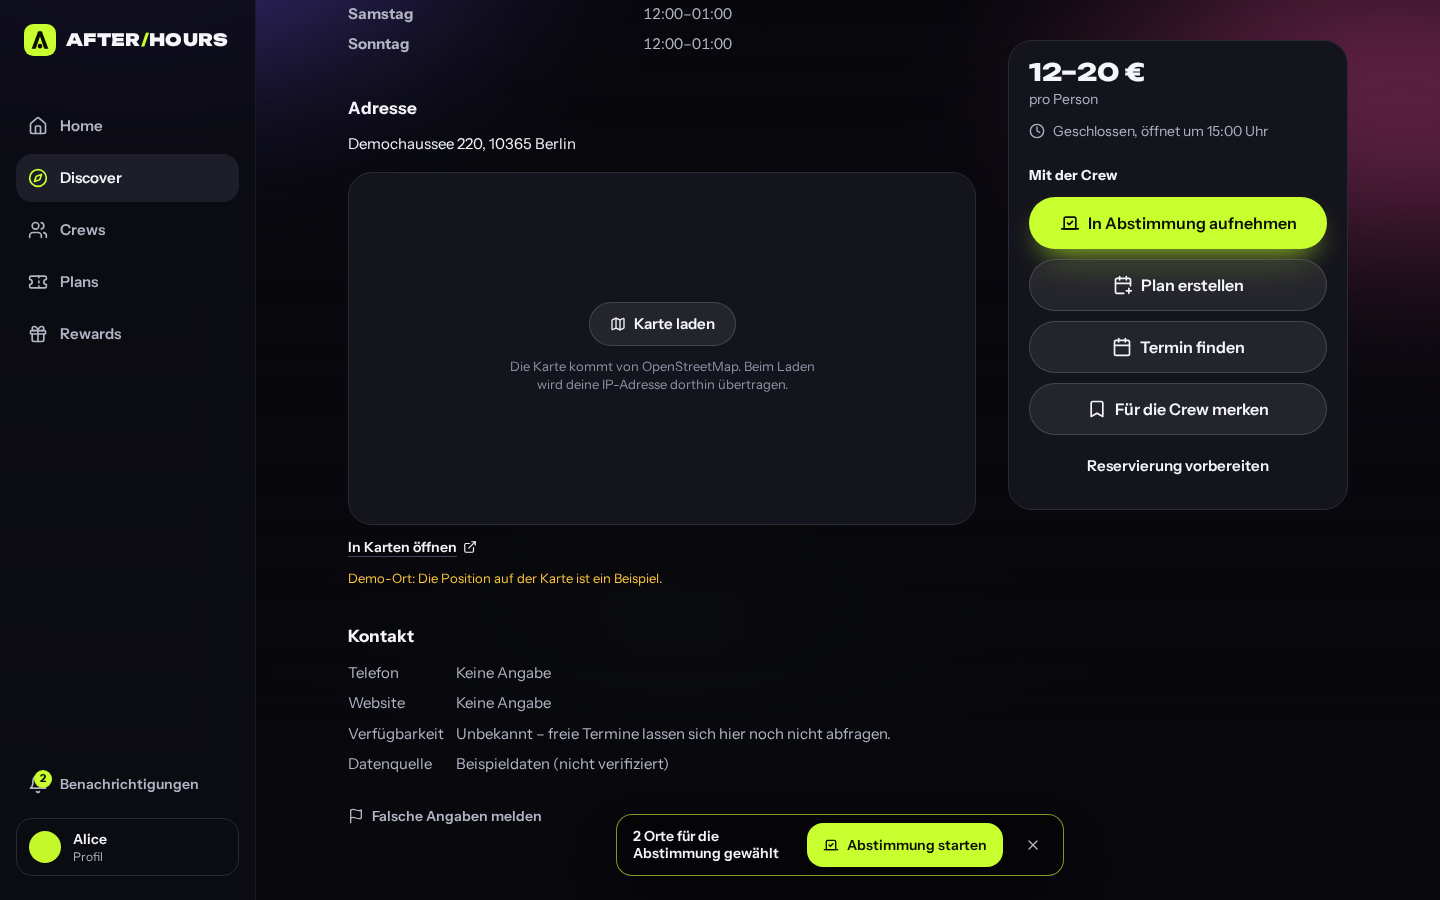 AFTER/HOURS
Home
Discover
Crews
Plans
Rewards
2
Benachrichtigungen
Alice
Profil
Samstag 12:00–01:00
Sonntag 12:00–01:00
Adresse
Demochaussee 220, 10365 Berlin
Karte laden
Die Karte kommt von OpenStreetMap. Beim Laden
wird deine IP-Adresse dorthin übertragen.
In Karten öffnen
Demo-Ort: Die Position auf der Karte ist ein Beispiel.
Kontakt
Telefon Keine Angabe
Website Keine Angabe
Verfügbarkeit Unbekannt – freie Termine lassen sich hier noch nicht abfragen.
Datenquelle Beispieldaten (nicht verifiziert)
Falsche Angaben melden
12–20 €
pro Person
Geschlossen, öffnet um 15:00 Uhr
Mit der Crew
In Abstimmung aufnehmen
Plan erstellen
Termin finden
Für die Crew merken
Reservierung vorbereiten
2 Orte für die
Abstimmung gewählt
Abstimmung starten